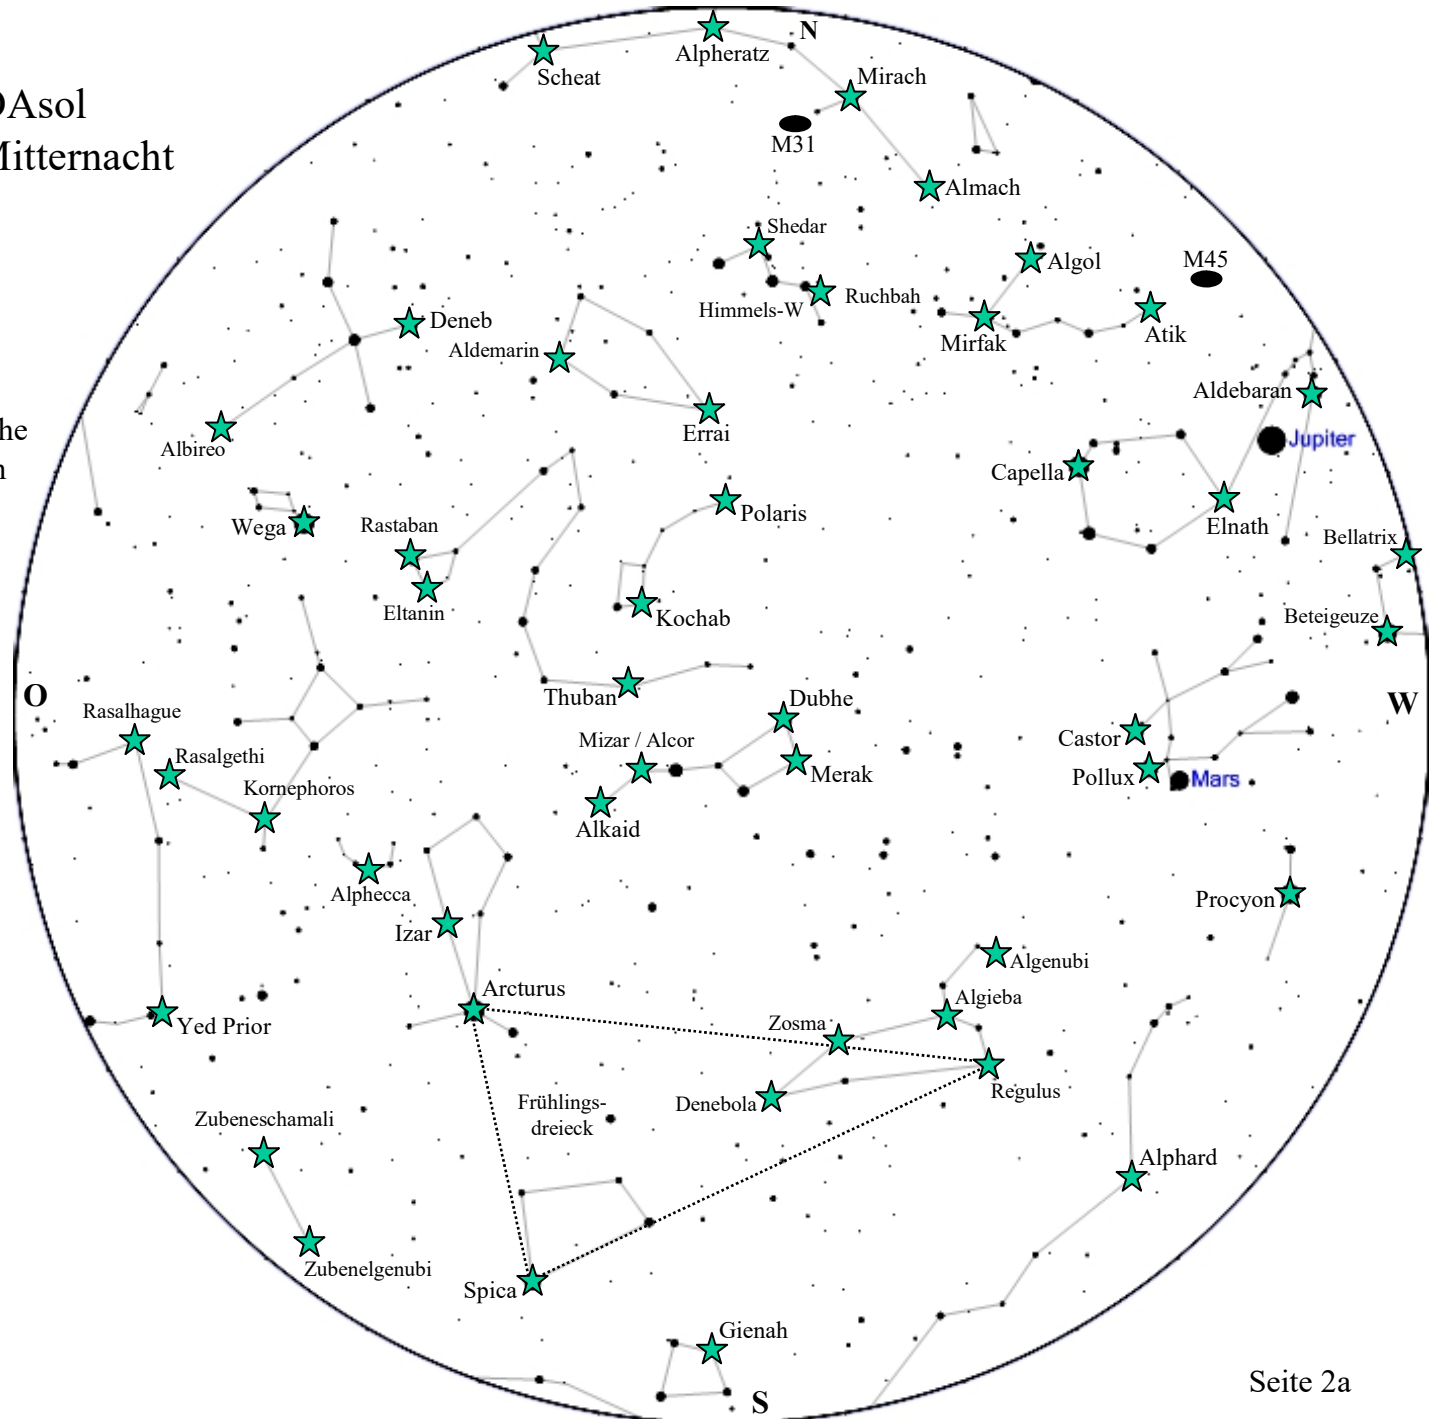 N
Alpheratz
Scheat
Mirach
DAsol
Mitternacht
M31
Almach
Shedar
Algol
M45
Himmels-W
Ruchbah
Deneb
Mirfak
Atik
Aldemarin
Aldebaran
he
n
Albireo
Errai
Jupiter
Capella
Wega
Rastaban
Polaris
Elnath
Bellatrix
Eltanin
Kochab
Beteigeuze
O
Thuban
Dubhe
W
Rasalhague
Castor
Mizar / Alcor
Rasalgethi
Merak
Pollux
Mars
Kornephoros
Alkaid
Alphecca
Procyon
Izar
Algenubi
Arcturus
Algieba
Yed Prior
Zosma
Regulus
Denebola
Frühlings-
dreieck
Zubeneschamali
Alphard
Zubenelgenubi
Spica
Gienah
S
Seite 2a